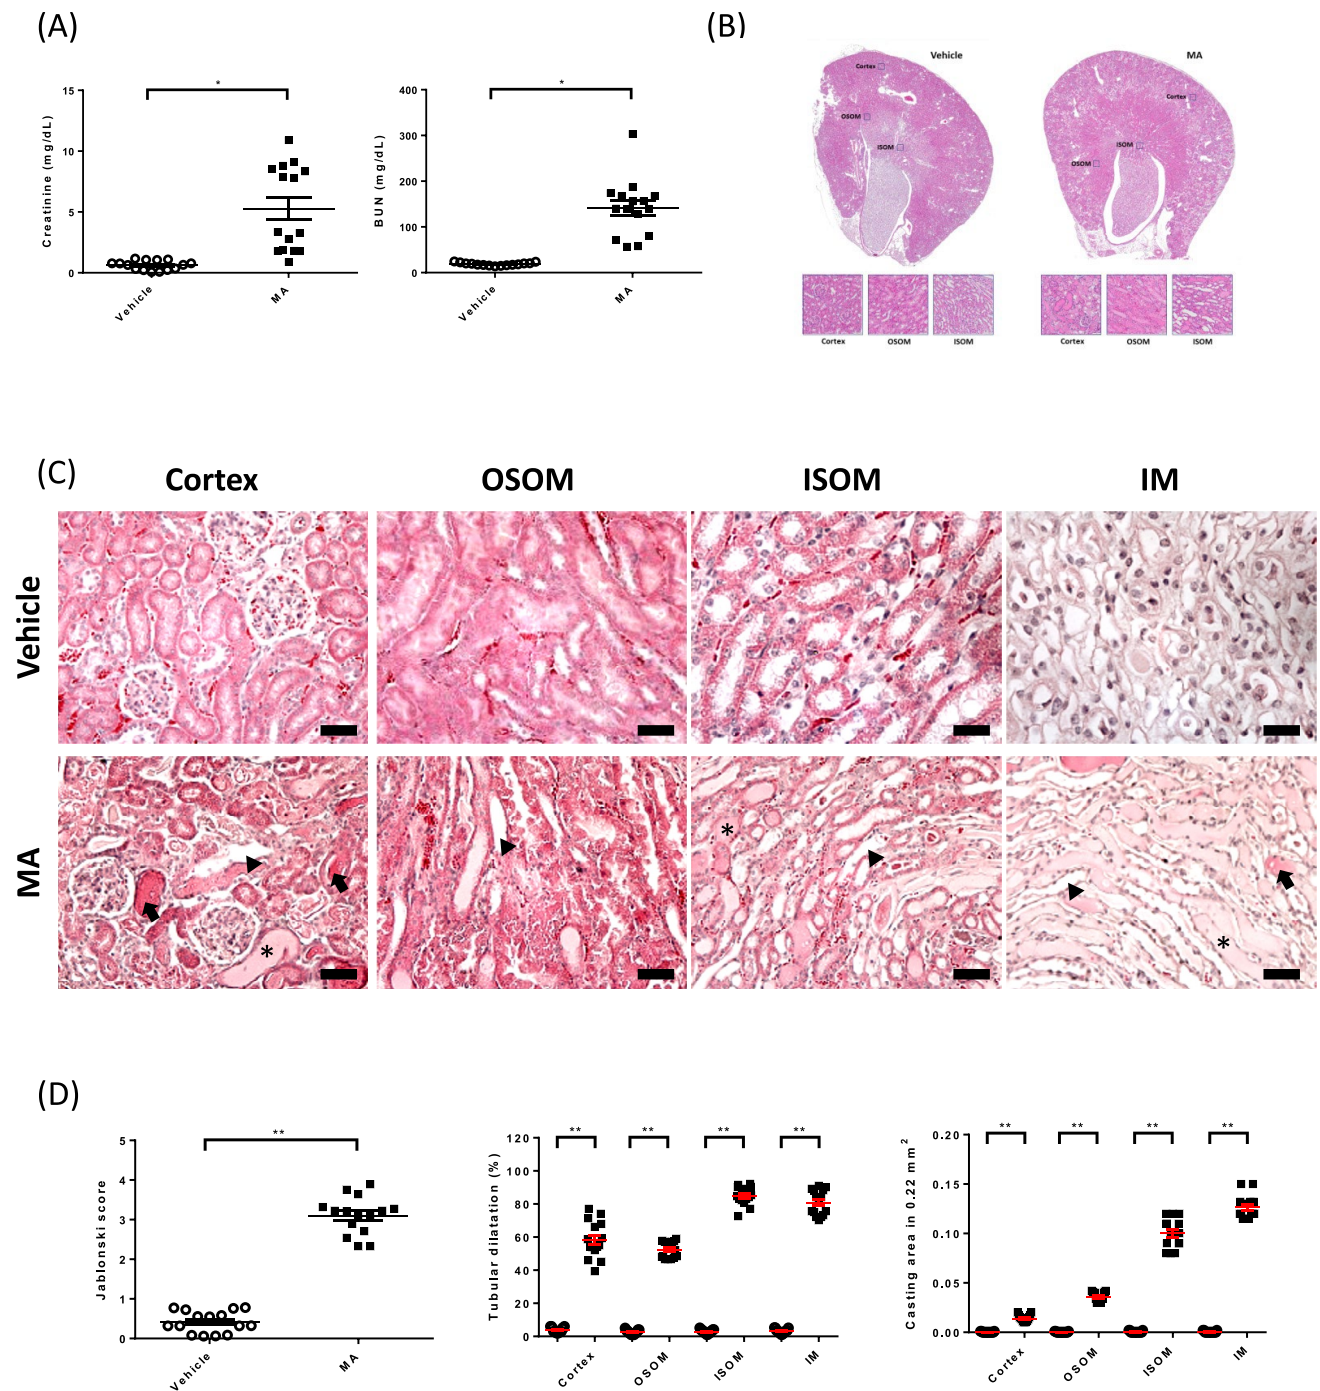 (A)
*
15
10
5
0
Creatinine (mg/dL)
Vehicle
MA
*
400
300
200
100
0
BUN (mg/dL)
Vehicle
MA
(B)
Vehicle
Cortex
OSOM
ISOM
MA
Cortex
ISOM
OSOM
Cortex
OSOM
ISOM
Cortex
OSOM
ISOM
(C)
Cortex
OSOM
ISOM
IM
Vehicle
MA
*
*
*
(D)
**
5
4
3
2
1
0
Jablonski score
Vehicle
MA
**
**
**
**
120
100
80
60
40
20
0
Tubular dilatation (%)
Cortex
OSOM
ISOM
IM
**
**
**
**
0.20
0.15
0.10
0.05
0.00
Casting area in 0.22 mm²
Cortex
OSOM
ISOM
IM